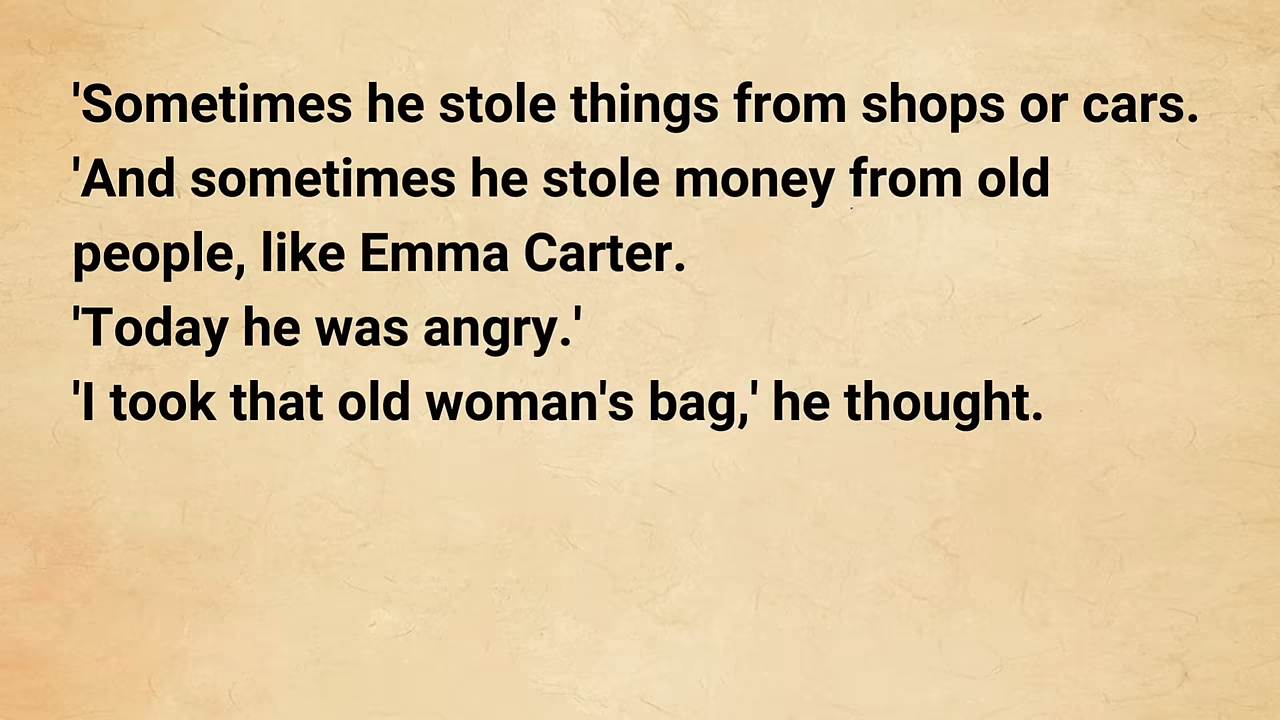 'Sometimes he stole things from shops or cars.
'And sometimes he stole money from old
people, like Emma Carter.
'Today he was angry.'
'I took that old woman's bag,' he thought.